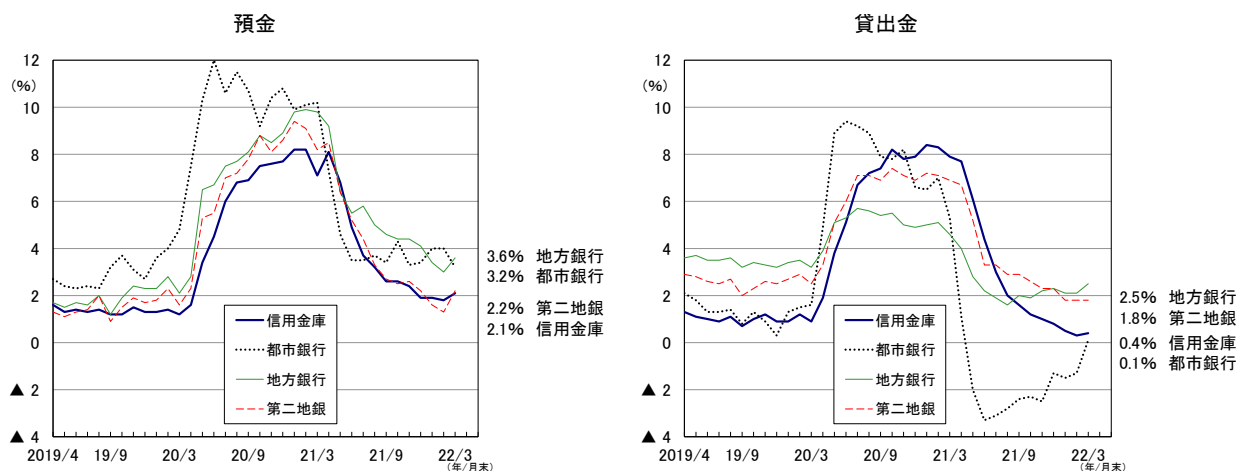 預金
12
(%)
10
8
6
4
2
0
▲ 2
▲ 4
2019/4 19/9 20/3 20/9 21/3 21/9 22/3
(年/月末)
信用金庫
都市銀行
地方銀行
第二地銀
3.6% 地方銀行
3.2% 都市銀行
2.2% 第二地銀
2.1% 信用金庫
貸出金
12
(%)
10
8
6
4
2
0
▲ 2
▲ 4
2019/4 19/9 20/3 20/9 21/3 21/9 22/3
(年/月末)
信用金庫
都市銀行
地方銀行
第二地銀
2.5% 地方銀行
1.8% 第二地銀
0.4% 信用金庫
0.1% 都市銀行